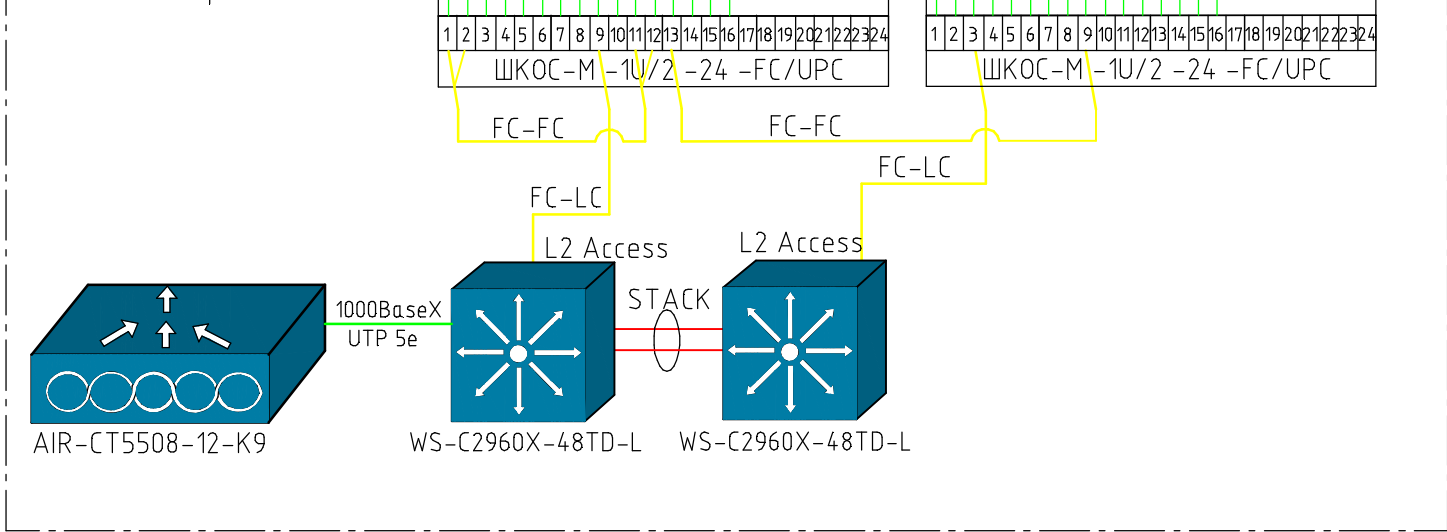 1 2 3 4 5 6 7 8 9 10 11 12 13 14 15 16 17 18 19 20 21 22 23 24
1 2 3 4 5 6 7 8 9 10 11 12 13 14 15 16 17 18 19 20 21 22 23 24
ШКОС-М -1U/2 -24 -FC/UPC
ШКОС-М -1U/2 -24 -FC/UPC
FC-FC
FC-FC
FC-LC
FC-LC
L2 Access
L2 Access
1000BaseX
UTP 5e
STACK
AIR-CT5508-12-K9
WS-C2960X-48TD-L
WS-C2960X-48TD-L